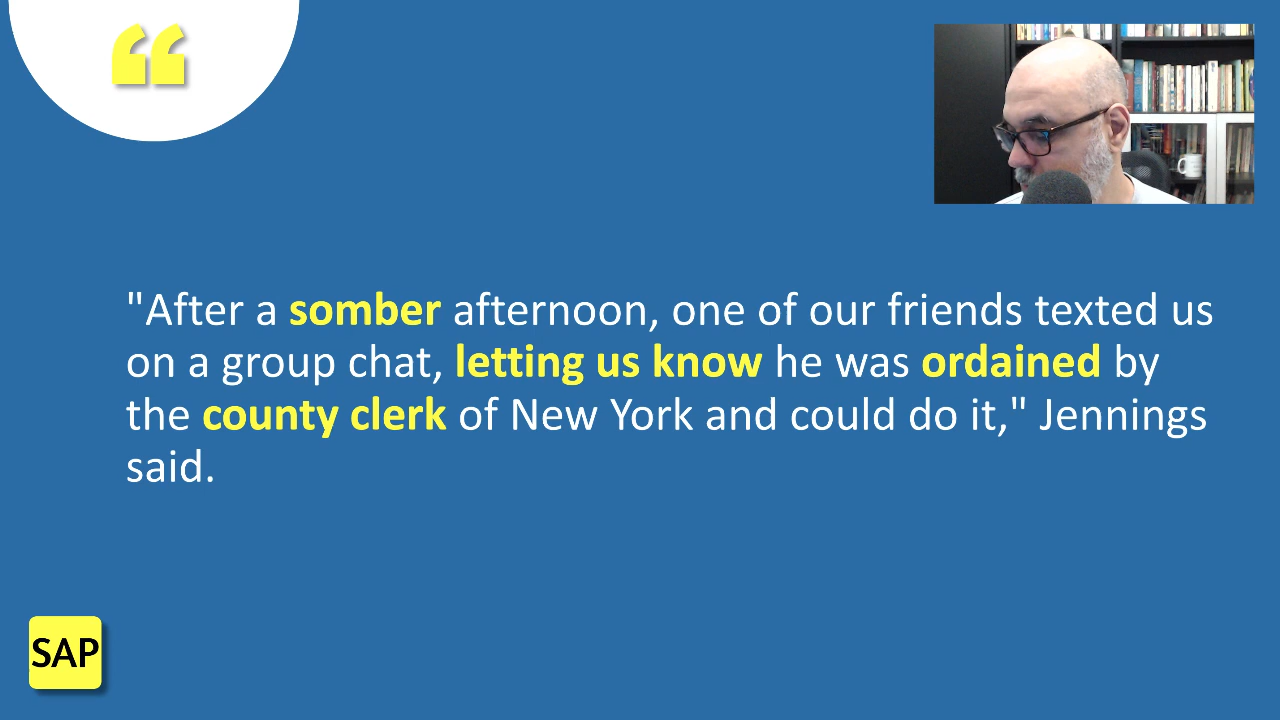 “
"After a somber afternoon, one of our friends texted us
on a group chat, letting us know he was ordained by
the county clerk of New York and could do it," Jennings
said.
SAP